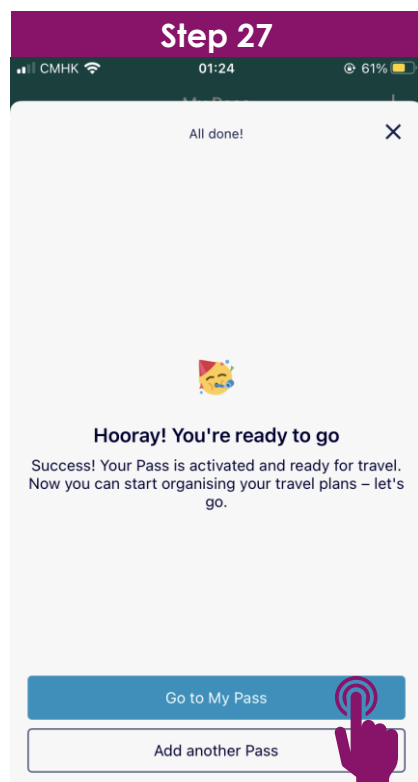 Step 27
CMHK
01:24
61%
All done!
Hooray! You're ready to go
Success! Your Pass is activated and ready for travel.
Now you can start organising your travel plans – let's
go.
Go to My Pass
Add another Pass